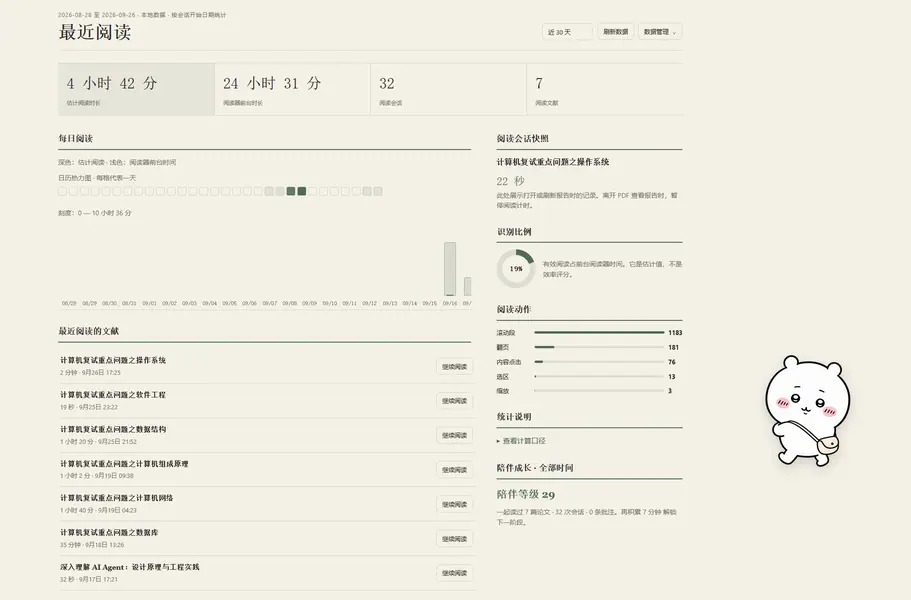 2026-08-28 至 2026-09-26 · 本地数据 · 按会话开始日期统计
最近阅读
近 30 天
刷新数据
数据管理
4 小时 42 分
估计阅读时长
24 小时 31 分
阅读器前台时长
32
阅读会话
7
阅读文献
每日阅读
深色：估计阅读 · 浅色：阅读器前台时间
日历热力图 · 每格代表一天
刻度：0 — 10 小时 36 分
08/28 08/29 08/30 08/31 09/01 09/02 09/03 09/04 09/05 09/06 09/07 09/08 09/09 09/10 09/11 09/12 09/13 09/14 09/15 09/16 09/
最近阅读的文献
计算机复试重点问题之操作系统
2 分钟 · 9月26日 17:25
继续阅读
计算机复试重点问题之软件工程
19 秒 · 9月25日 23:22
继续阅读
计算机复试重点问题之数据结构
1 小时 20 分 · 9月25日 21:52
继续阅读
计算机复试重点问题之计算机组成原理
1 小时 2 分 · 9月19日 09:38
继续阅读
计算机复试重点问题之计算机网络
1 小时 40 分 · 9月19日 04:23
继续阅读
计算机复试重点问题之数据库
35 分钟 · 9月18日 13:26
继续阅读
深入理解 AI Agent：设计原理与工程实践
32 秒 · 9月17日 17:21
继续阅读
阅读会话快照
计算机复试重点问题之操作系统
22 秒
此处展示打开或刷新报告时的记录。离开 PDF 查看报告时，暂
停阅读计时。
识别比例
19%
有效阅读占前台阅读器时间。它是估计值，不是
效率评分。
阅读动作
滚动段 1183
翻页 181
内容点击 76
选区 13
缩放 3
统计说明
查看计算口径
陪伴成长 · 全部时间
陪伴等级 29
一起读过 7 篇论文 · 32 次会话 · 0 条批注。再积累 7 分钟 解锁
下一阶段。